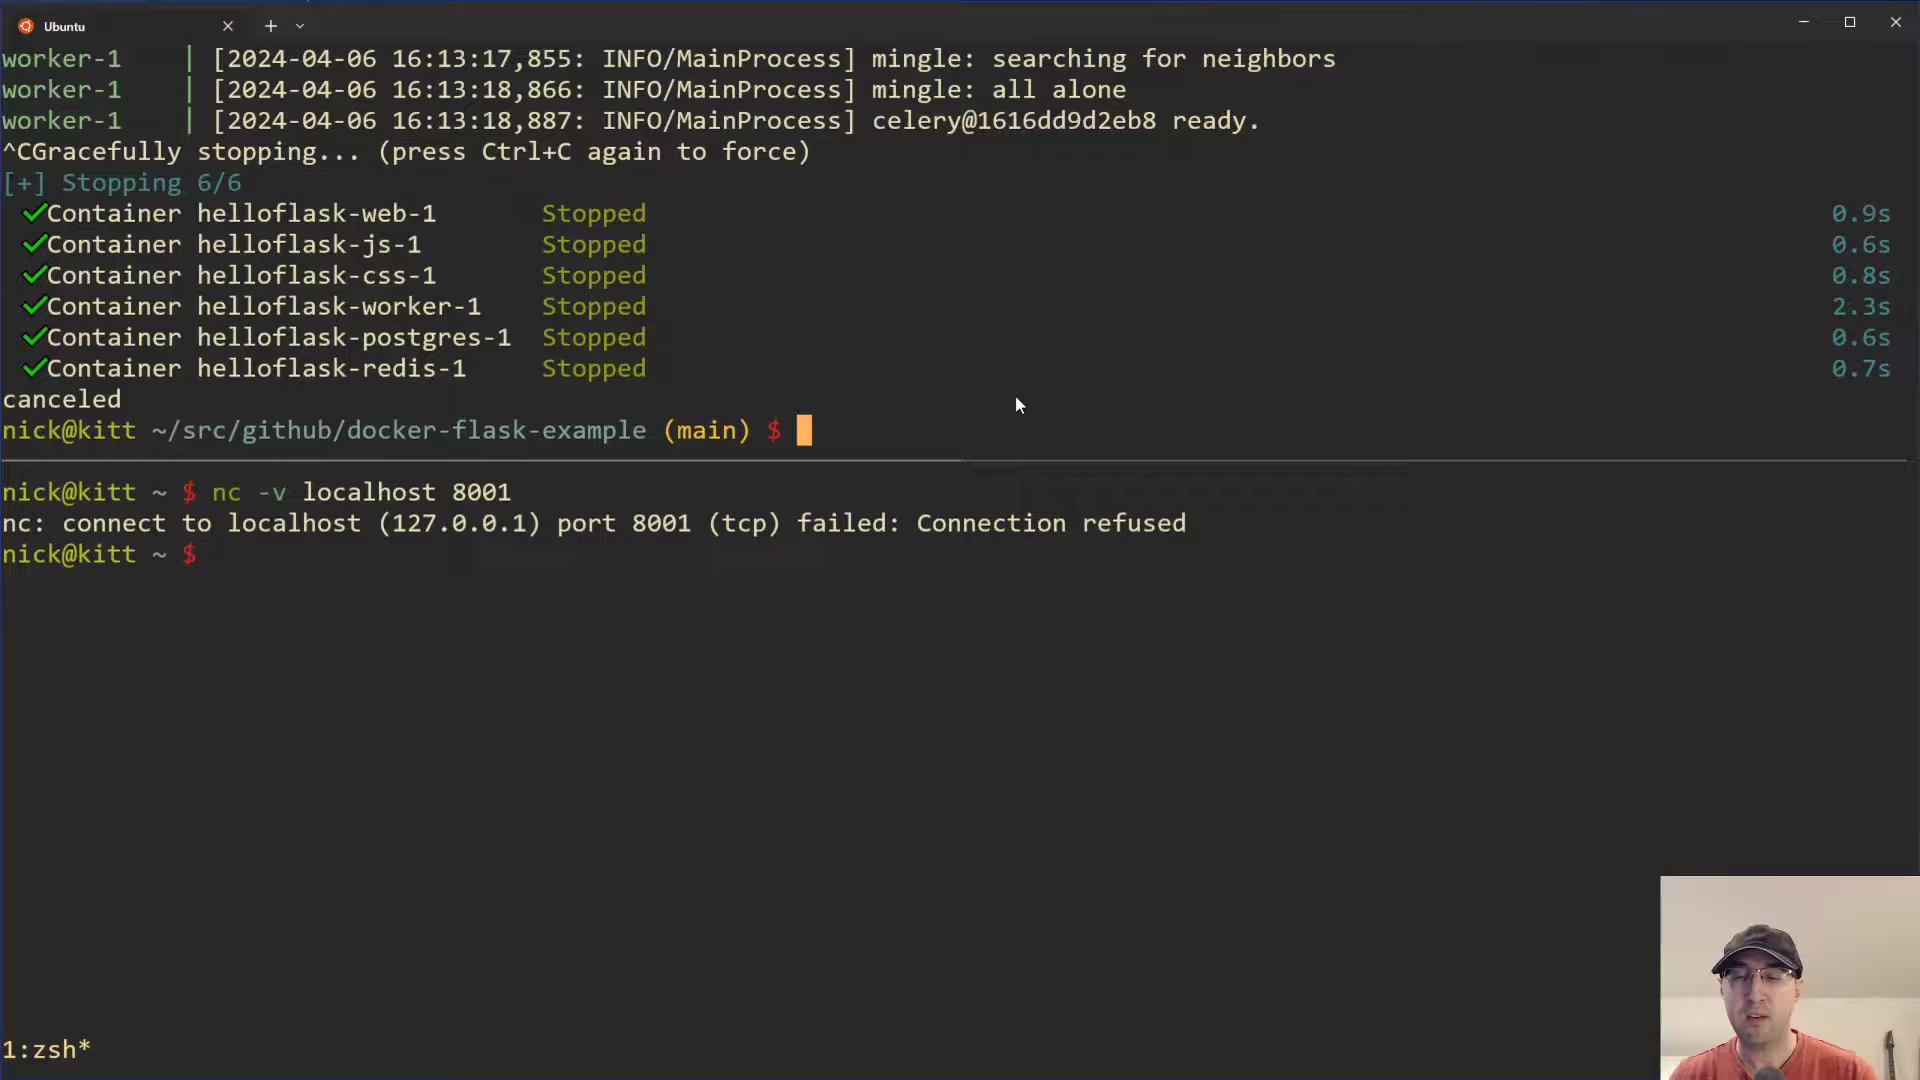 Ubuntu
worker-1 | [2024-04-06 16:13:17,855: INFO/MainProcess] mingle: searching for neighbors
worker-1 | [2024-04-06 16:13:18,866: INFO/MainProcess] mingle: all alone
worker-1 | [2024-04-06 16:13:18,887: INFO/MainProcess] celery@1616dd9d2eb8 ready.
^CGracefully stopping... (press Ctrl+C again to force)
[+] Stopping 6/6
✔Container helloflask-web-1 Stopped 0.9s
✔Container helloflask-js-1 Stopped 0.6s
✔Container helloflask-css-1 Stopped 0.8s
✔Container helloflask-worker-1 Stopped 2.3s
✔Container helloflask-postgres-1 Stopped 0.6s
✔Container helloflask-redis-1 Stopped 0.7s
canceled
nick@kitt ~/src/github/docker-flask-example (main) $
nick@kitt ~ $ nc -v localhost 8001
nc: connect to localhost (127.0.0.1) port 8001 (tcp) failed: Connection refused
nick@kitt ~ $
1:zsh*